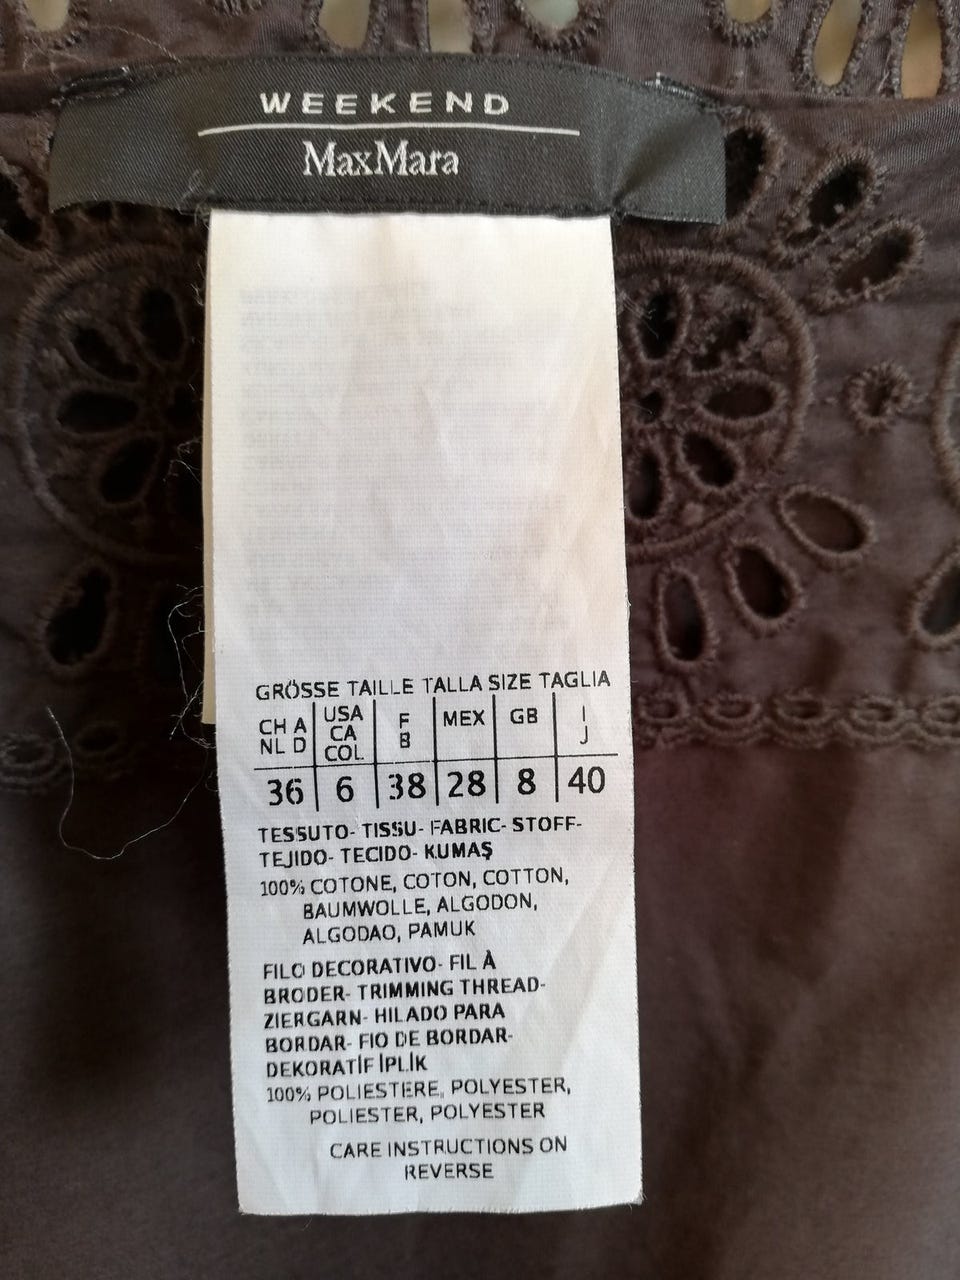 WEEKEND
MaxMara
GRÖSSE TAILLE TALLA SIZE TAGLIA
CH A NL D USA CA COL F B MEX GB I J
36 6 38 28 8 40
TESSUTO- TISSU- FABRIC- STOFF-
TEJIDO- TECIDO- KUMAŞ
100% COTONE, COTON, COTTON,
BAUMWOLLE, ALGODON,
ALGODAO, PAMUK
FILO DECORATIVO- FIL À
BRODER- TRIMMING THREAD-
ZIERGARN- HILADO PARA
BORDAR- FIO DE BORDAR-
DEKORATİF İPLİK
100% POLIESTERE, POLYESTER,
POLIESTER, POLYESTER
CARE INSTRUCTIONS ON
REVERSE